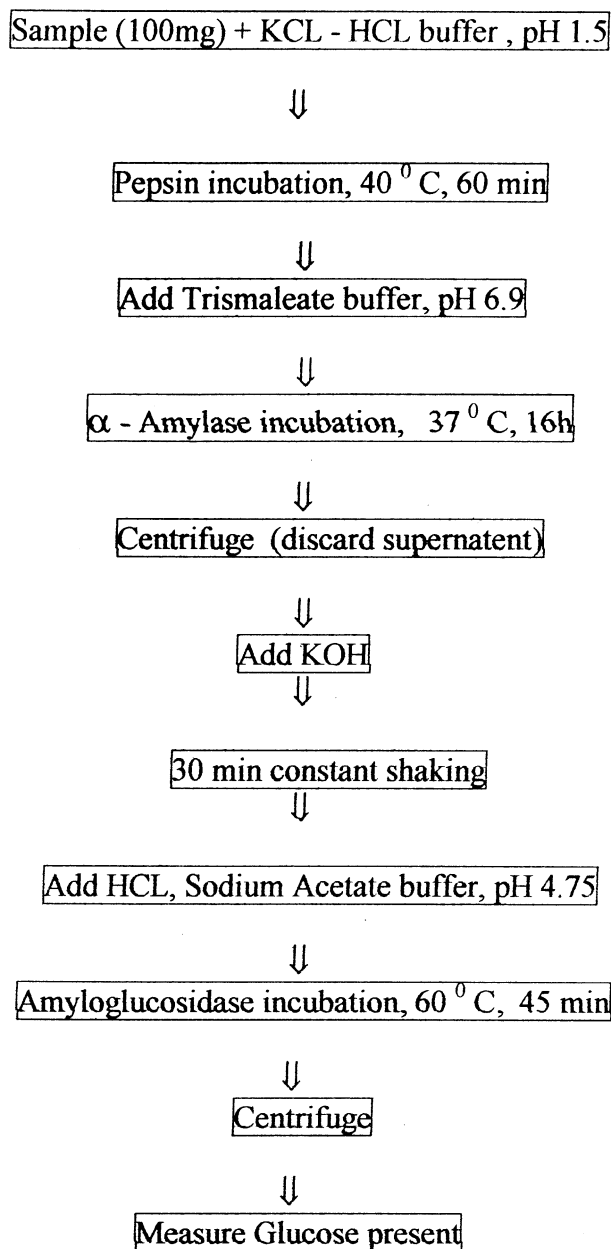 Sample (100mg) + KCL - HCL buffer , pH 1.5
⇓
Pepsin incubation, 40 ⁰ C, 60 min
⇓
Add Trismaleate buffer, pH 6.9
⇓
α - Amylase incubation, 37 ⁰ C, 16h
⇓
Centrifuge (discard supernatent)
⇓
Add KOH
⇓
30 min constant shaking
⇓
Add HCL, Sodium Acetate buffer, pH 4.75
⇓
Amyloglucosidase incubation, 60 ⁰ C, 45 min
⇓
Centrifuge
⇓
Measure Glucose present